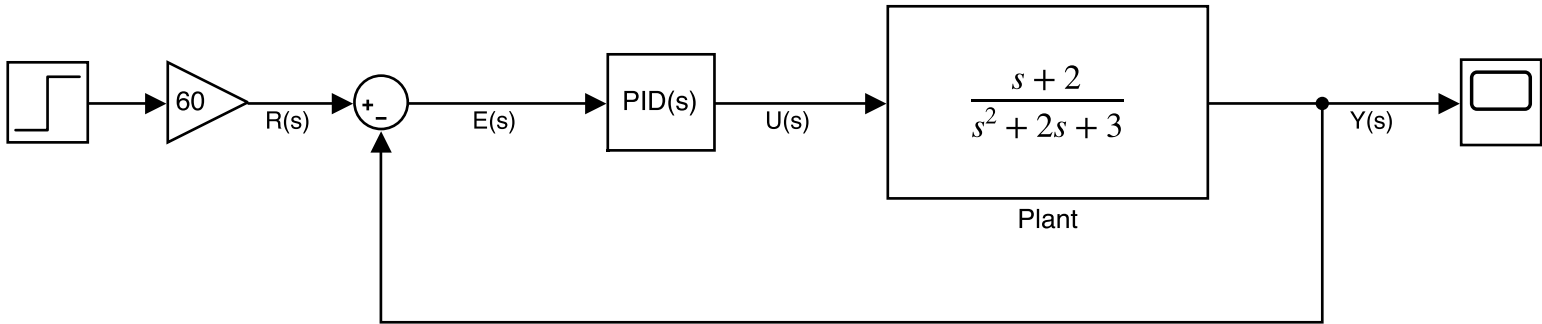 60
R(s)
+
−
E(s)
PID(s)
U(s)
s + 2
s² + 2s + 3
Plant
Y(s)